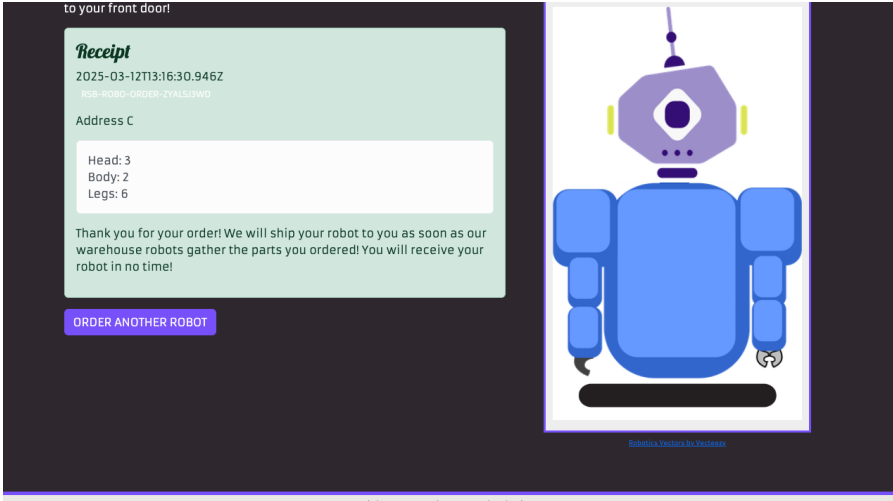 to your front door!
Receipt
2025-03-12T13:16:30.946Z
RSB-ROBO-ORDER-ZYALSJ3WD
Address C
Head: 3
Body: 2
Legs: 6
Thank you for your order! We will ship your robot to you as soon as our
warehouse robots gather the parts you ordered! You will receive your
robot in no time!
ORDER ANOTHER ROBOT
Robotics Vectors by Vecteezy